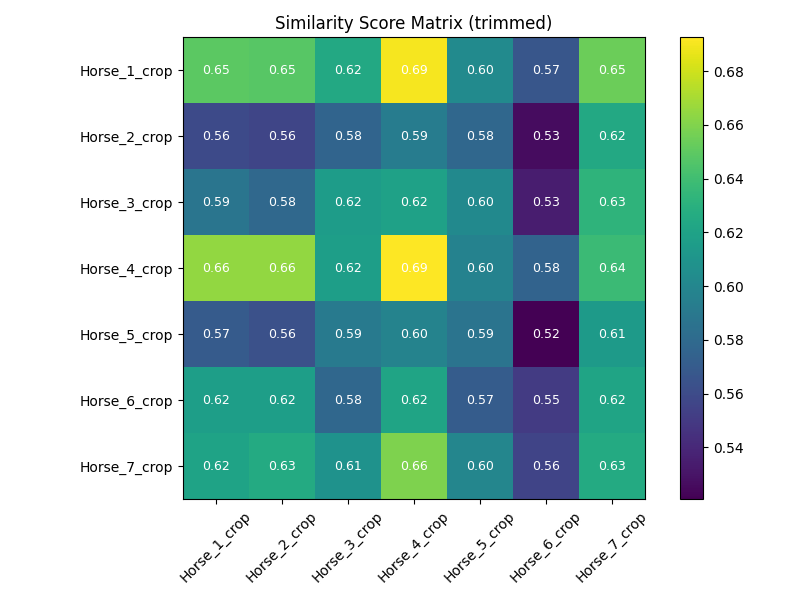 Similarity Score Matrix (trimmed)
Horse_1_crop 0.65 0.65 0.62 0.69 0.60 0.57 0.65
Horse_2_crop 0.56 0.56 0.58 0.59 0.58 0.53 0.62
Horse_3_crop 0.59 0.58 0.62 0.62 0.60 0.53 0.63
Horse_4_crop 0.66 0.66 0.62 0.69 0.60 0.58 0.64
Horse_5_crop 0.57 0.56 0.59 0.60 0.59 0.52 0.61
Horse_6_crop 0.62 0.62 0.58 0.62 0.57 0.55 0.62
Horse_7_crop 0.62 0.63 0.61 0.66 0.60 0.56 0.63
Horse_1_crop Horse_2_crop Horse_3_crop Horse_4_crop Horse_5_crop Horse_6_crop Horse_7_crop
0.68
0.66
0.64
0.62
0.60
0.58
0.56
0.54